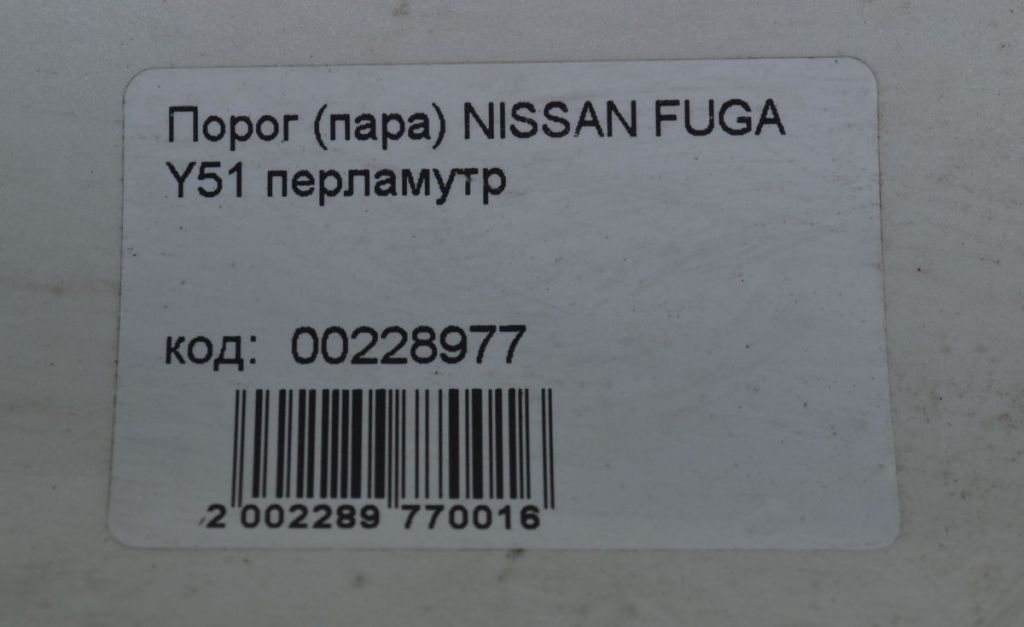 Порог (пара) NISSAN FUGA
Y51 перламутр
код: 00228977
2 002289 770016